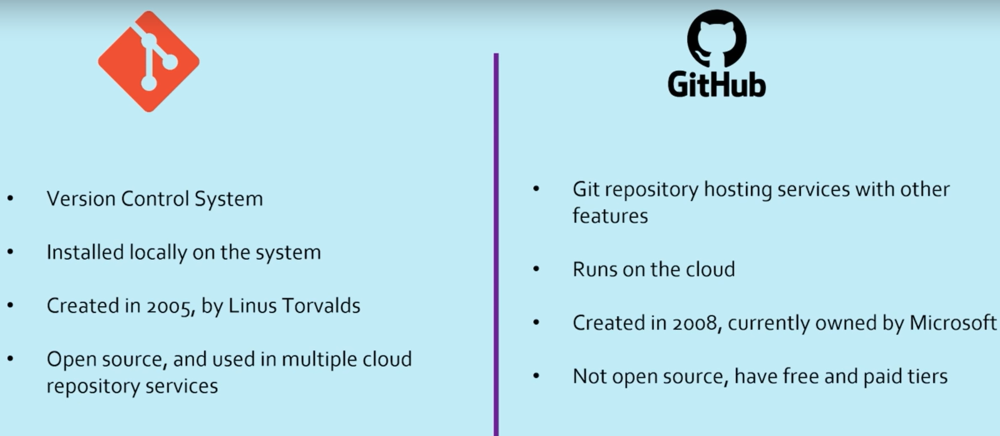 GitHub
• Version Control System
• Installed locally on the system
• Created in 2005, by Linus Torvalds
• Open source, and used in multiple cloud
repository services
• Git repository hosting services with other
features
• Runs on the cloud
• Created in 2008, currently owned by Microsoft
• Not open source, have free and paid tiers